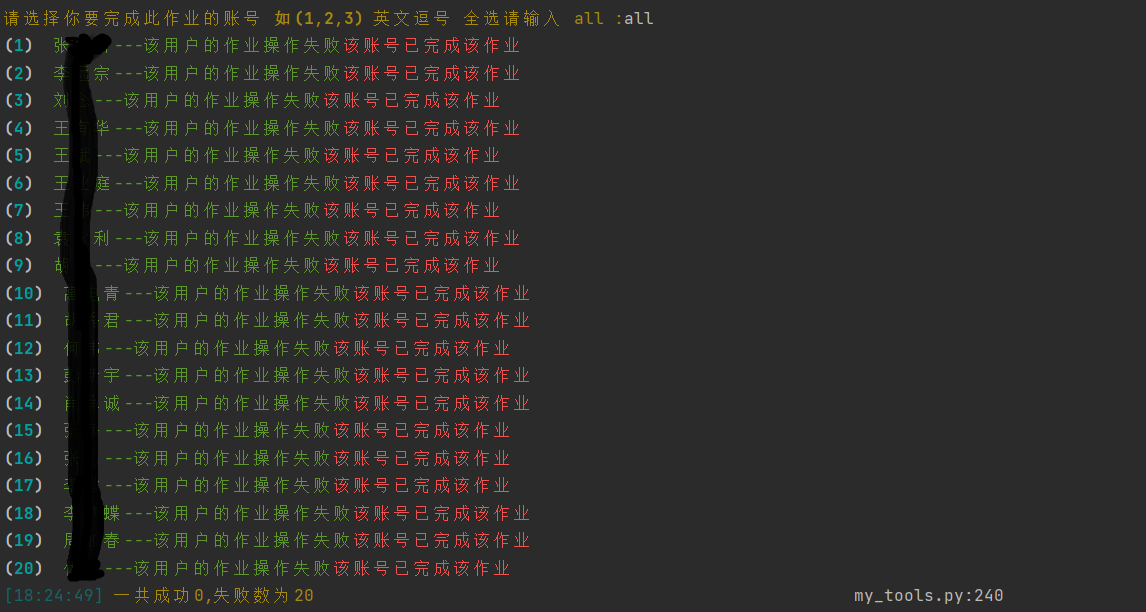 请选择你要完成此作业的账号 如(1,2,3) 英文逗号 全选请输入 all :all
(1) 张---该用户的作业操作失败该账号已完成该作业
(2) 李 宗---该用户的作业操作失败该账号已完成该作业
(3) 刘---该用户的作业操作失败该账号已完成该作业
(4) 王 华---该用户的作业操作失败该账号已完成该作业
(5) 王---该用户的作业操作失败该账号已完成该作业
(6) 王 庭---该用户的作业操作失败该账号已完成该作业
(7) 王---该用户的作业操作失败该账号已完成该作业
(8) 袁 利---该用户的作业操作失败该账号已完成该作业
(9) 胡---该用户的作业操作失败该账号已完成该作业
(10) 青---该用户的作业操作失败该账号已完成该作业
(11) 君---该用户的作业操作失败该账号已完成该作业
(12) 何---该用户的作业操作失败该账号已完成该作业
(13) 宇---该用户的作业操作失败该账号已完成该作业
(14) 诚---该用户的作业操作失败该账号已完成该作业
(15) 张---该用户的作业操作失败该账号已完成该作业
(16) 张---该用户的作业操作失败该账号已完成该作业
(17) 李---该用户的作业操作失败该账号已完成该作业
(18) 李 蝶---该用户的作业操作失败该账号已完成该作业
(19) 周 春---该用户的作业操作失败该账号已完成该作业
(20) ---该用户的作业操作失败该账号已完成该作业
[18:24:49] 一共成功0,失败数为20 my_tools.py:240